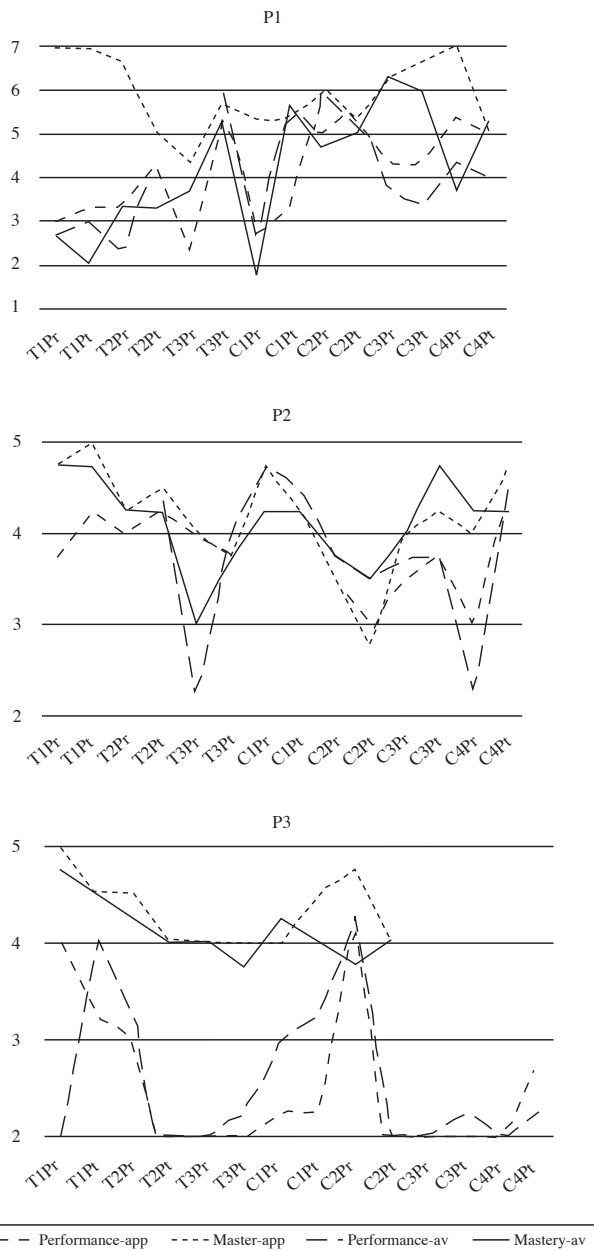 P1
7
6
5
4
3
2
1
T1Pr T1Pt T2Pr T2Pt T3Pr T3Pt C1Pr C1Pt C2Pr C2Pt C3Pr C3Pt C4Pr C4Pt
P2
5
4
3
2
T1Pr T1Pt T2Pr T2Pt T3Pr T3Pt C1Pr C1Pt C2Pr C2Pt C3Pr C3Pt C4Pr C4Pt
P3
5
4
3
2
T1Pr T1Pt T2Pr T2Pt T3Pr T3Pt C1Pr C1Pt C2Pr C2Pt C3Pr C3Pt C4Pr C4Pt
Performance-app Master-app Performance-av Mastery-av